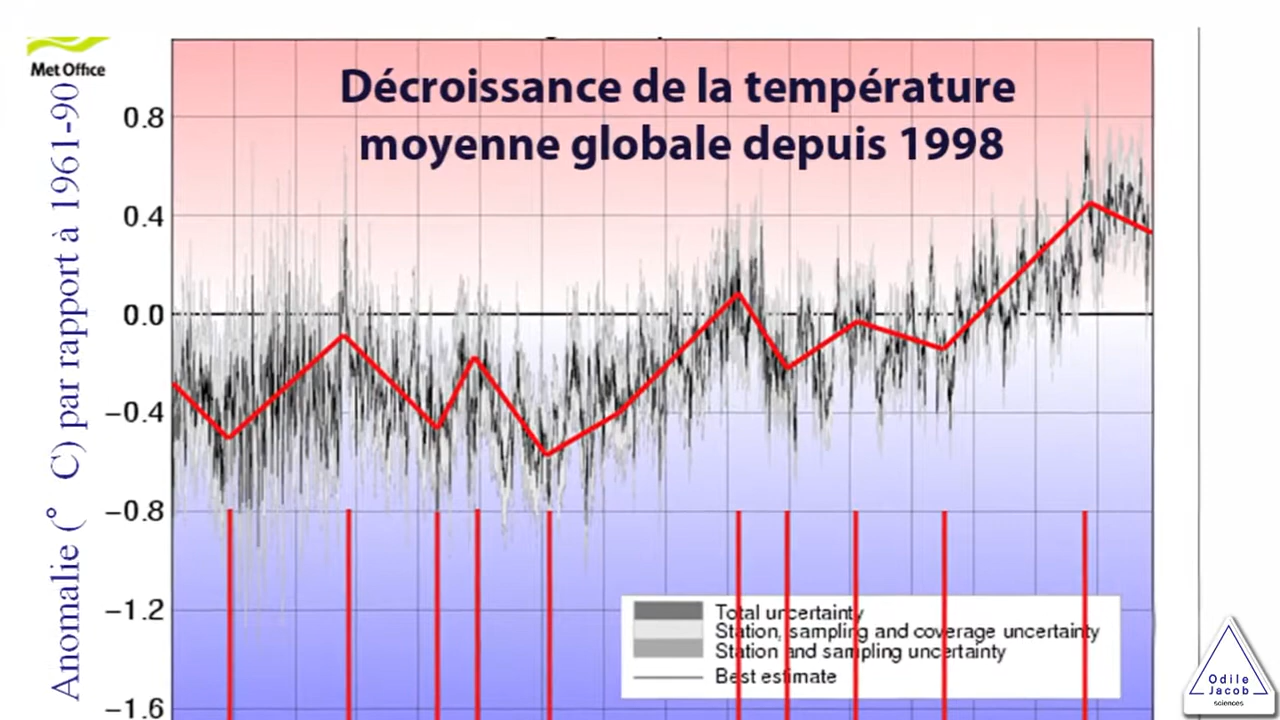 Met Office
Décroissance de la température
moyenne globale depuis 1998
Anomalie (° C) par rapport à 1961-90
0.8
0.4
0.0
−0.4
−0.8
−1.2
−1.6
Total uncertainty
Station, sampling and coverage uncertainty
Station and sampling uncertainty
Best estimate
Odile
Jacob
sciences